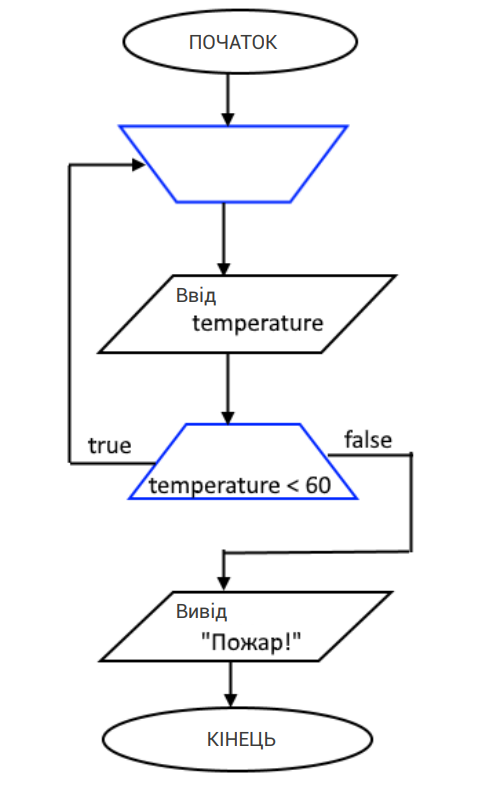 ПОЧАТОК
Ввід
temperature
true
false
temperature < 60
Вивід
"Пожар!"
КІНЕЦЬ